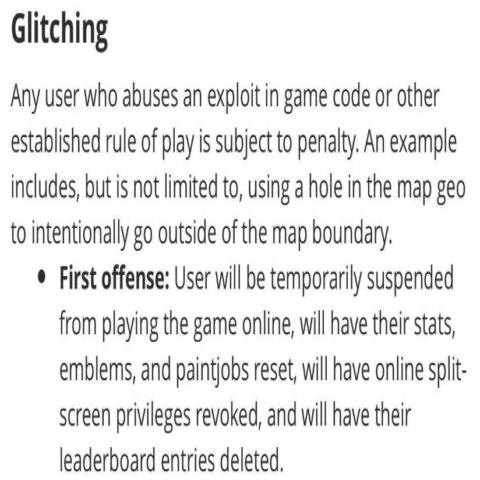 Glitching
Any user who abuses an exploit in game code or other
established rule of play is subject to penalty. An example
includes, but is not limited to, using a hole in the map geo
to intentionally go outside of the map boundary.
• First offense: User will be temporarily suspended
from playing the game online, will have their stats,
emblems, and paintjobs reset, will have online split-
screen privileges revoked, and will have their
leaderboard entries deleted.